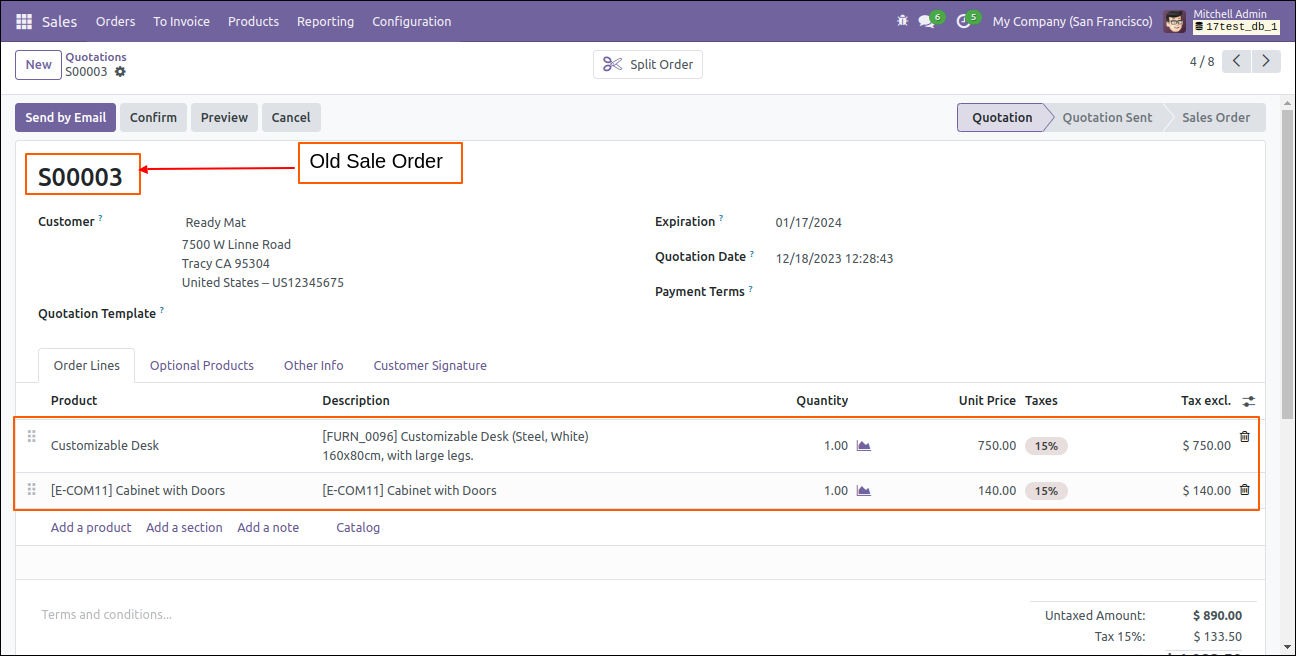 Sales Orders To Invoice Products Reporting Configuration 6 5 My Company (San Francisco) Mitchell Admin
17test_db_1
New Quotations
S00003
Split Order
4 / 8
Send by Email Confirm Preview Cancel Quotation Quotation Sent Sales Order
S00003
Old Sale Order
Customer ? Ready Mat Expiration ? 01/17/2024
7500 W Linne Road
Tracy CA 95304 Quotation Date ? 12/18/2023 12:28:43
United States – US12345675
Payment Terms ?
Quotation Template ?
Order Lines Optional Products Other Info Customer Signature
Product Description Quantity Unit Price Taxes Tax excl.
Customizable Desk [FURN_0096] Customizable Desk (Steel, White) 1.00 750.00 15% $ 750.00
160x80cm, with large legs.
[E-COM11] Cabinet with Doors [E-COM11] Cabinet with Doors 1.00 140.00 15% $ 140.00
Add a product Add a section Add a note Catalog
Terms and conditions...
Untaxed Amount: $ 890.00
Tax 15%: $ 133.50